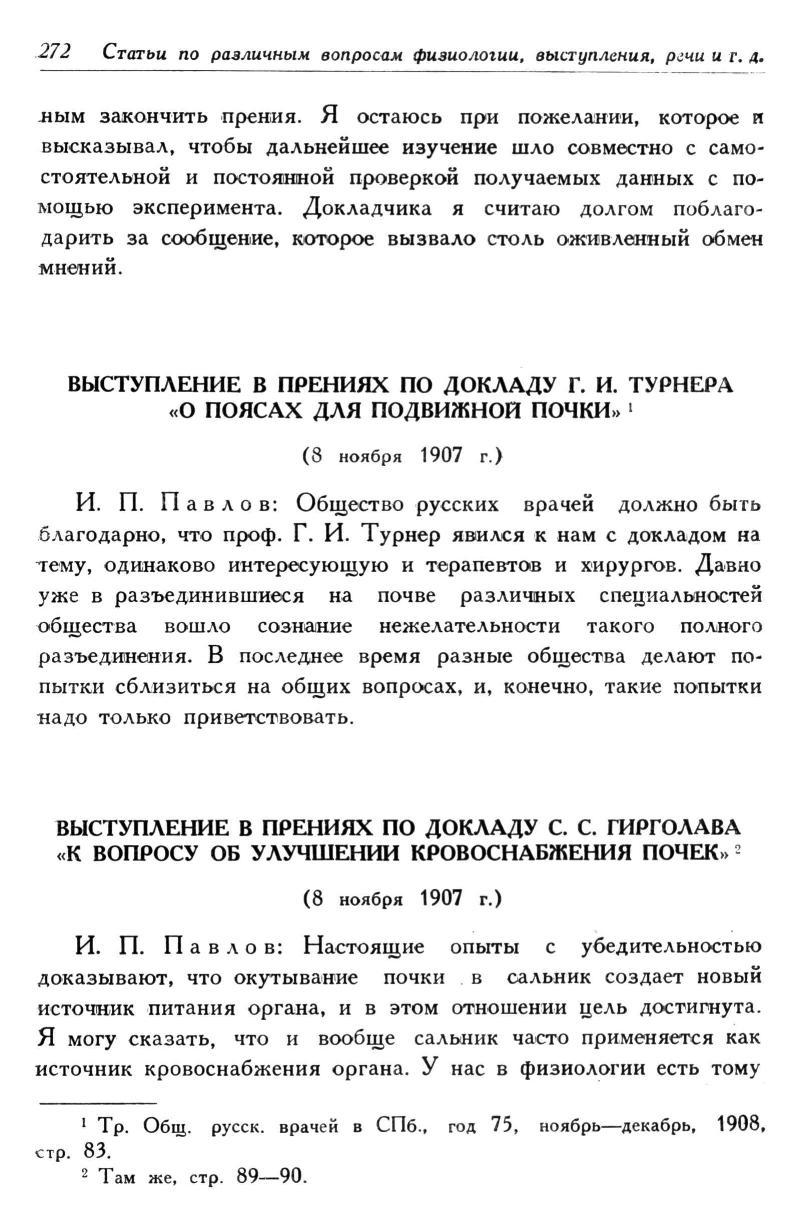 272 Статьи по различным вопросам физиологии, выступления, речи и т. д.
ным закончить прения. Я остаюсь при пожелании, которое и
высказывал, чтобы дальнейшее изучение шло совместно с само-
стоятельной и постоянной проверкой получаемых данных с по-
мощью эксперимента. Докладчика я считаю долгом поблаго-
дарить за сообщение, которое вызвало столь оживленный обмен
мнений.
ВЫСТУПЛЕНИЕ В ПРЕНИЯХ ПО ДОКЛАДУ Г. И. ТУРНЕРА
«О ПОЯСАХ ДЛЯ ПОДВИЖНОЙ ПОЧКИ» ¹
(8 ноября 1907 г.)
И. П. Павлов: Общество русских врачей должно быть
благодарно, что проф. Г. И. Турнер явился к нам с докладом на
тему, одинаково интересующую и терапевтов и хирургов. Давно
уже в разъединившиеся на почве различных специальностей
общества вошло сознание нежелательности такого полного
разъединения. В последнее время разные общества делают по-
пытки сблизиться на общих вопросах, и, конечно, такие попытки
надо только приветствовать.
ВЫСТУПЛЕНИЕ В ПРЕНИЯХ ПО ДОКЛАДУ С. С. ГИРГОЛАВА
«К ВОПРОСУ ОБ УЛУЧШЕНИИ КРОВОСНАБЖЕНИЯ ПОЧЕК» ²
(8 ноября 1907 г.)
И. П. Павлов: Настоящие опыты с убедительностью
доказывают, что окутывание почки в сальник создает новый
источник питания органа, и в этом отношении цель достигнута.
Я могу сказать, что и вообще сальник часто применяется как
источник кровоснабжения органа. У нас в физиологии есть тому
¹ Тр. Общ. русск. врачей в СПб., год 75, ноябрь—декабрь, 1908,
стр. 83.
² Там же, стр. 89—90.